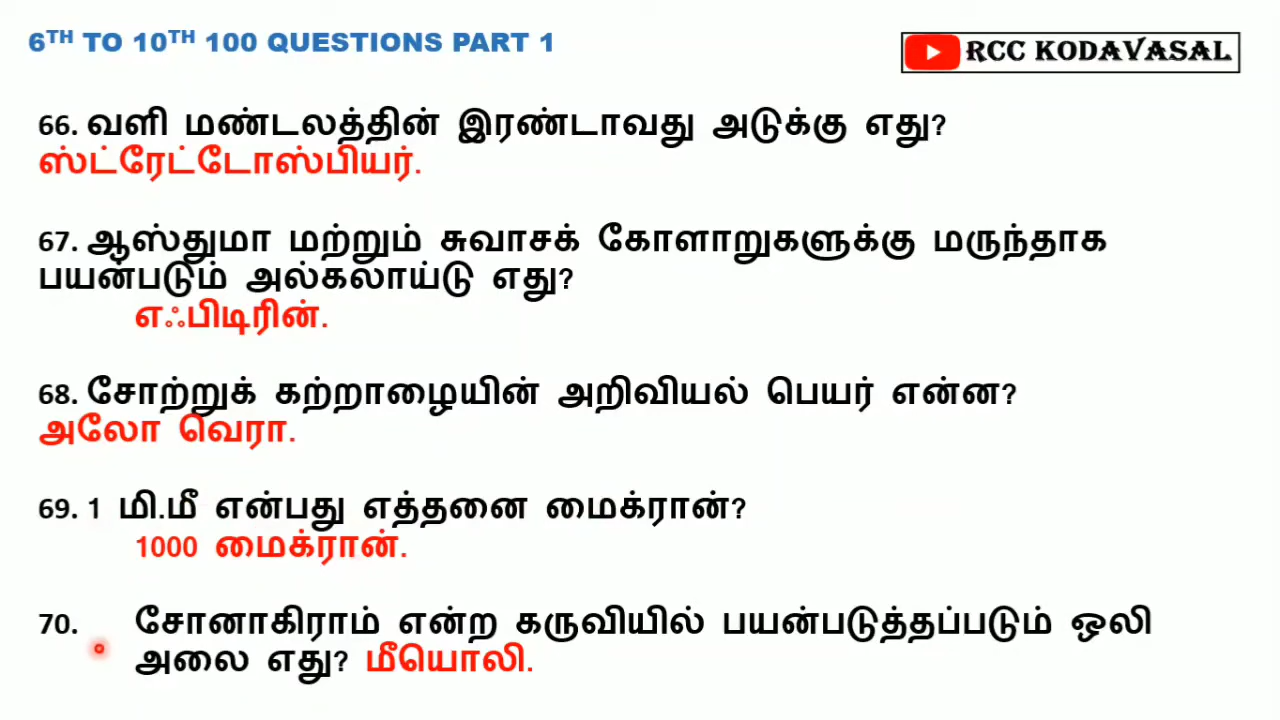 6TH TO 10TH 100 QUESTIONS PART 1
RCC KODAVASAL
66. வளி மண்டலத்தின் இரண்டாவது அடுக்கு எது?
ஸ்ட்ரேட்டோஸ்பியர்.
67. ஆஸ்துமா மற்றும் சுவாசக் கோளாறுகளுக்கு மருந்தாக
பயன்படும் அல்கலாய்டு எது?
எஃபிடிரின்.
68. சோற்றுக் கற்றாழையின் அறிவியல் பெயர் என்ன?
அலோ வெரா.
69. 1 மி.மீ என்பது எத்தனை மைக்ரான்?
1000 மைக்ரான்.
70. சோனாகிராம் என்ற கருவியில் பயன்படுத்தப்படும் ஒலி
அலை எது? மீயொலி.